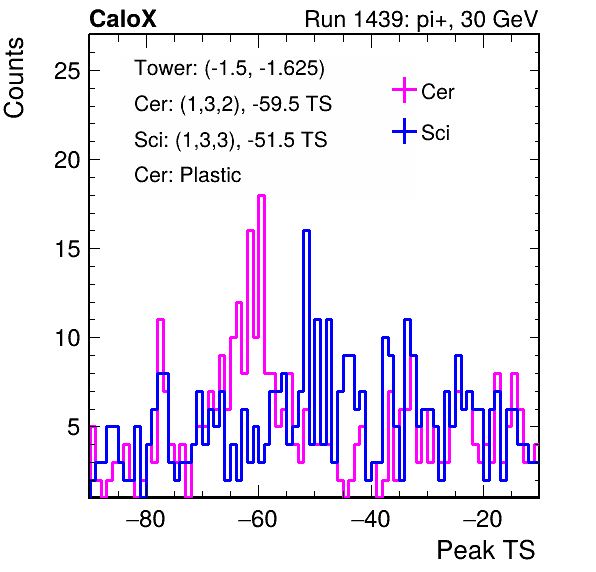 CaloX
Run 1439: pi+, 30 GeV
Counts
Tower: (-1.5, -1.625)
Cer: (1,3,2), -59.5 TS
Sci: (1,3,3), -51.5 TS
Cer: Plastic
Cer
Sci
25
20
15
10
5
−80
−60
−40
−20
Peak TS